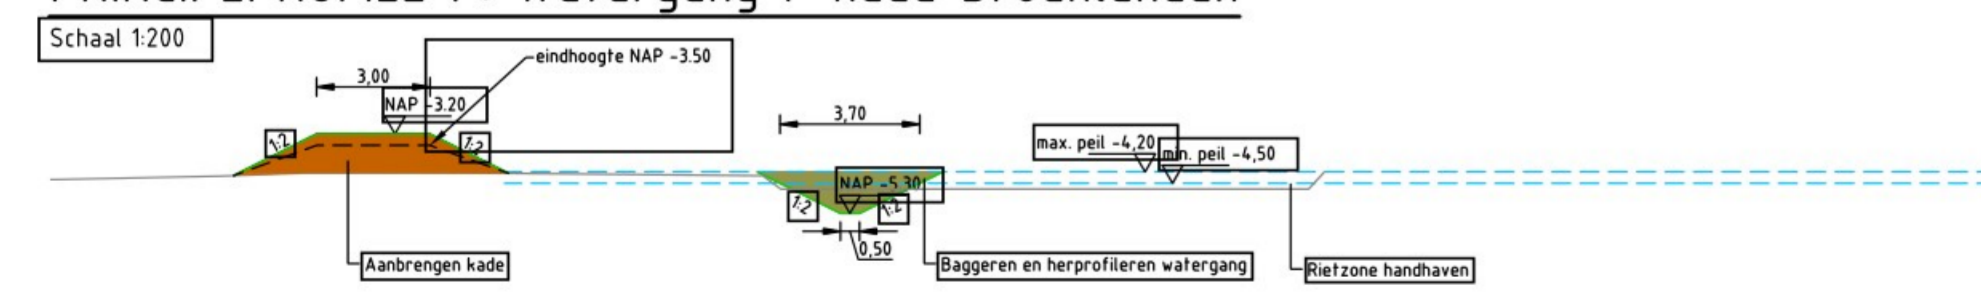 Schaal 1:200
eindhoogte NAP -3.50
3,00
NAP -3.20
1:2
1:2
3,70
max. peil -4,20
min. peil -4,50
NAP -5.30
1:2
1:2
0,50
Aanbrengen kade
Baggeren en herprofileren watergang
Rietzone handhaven